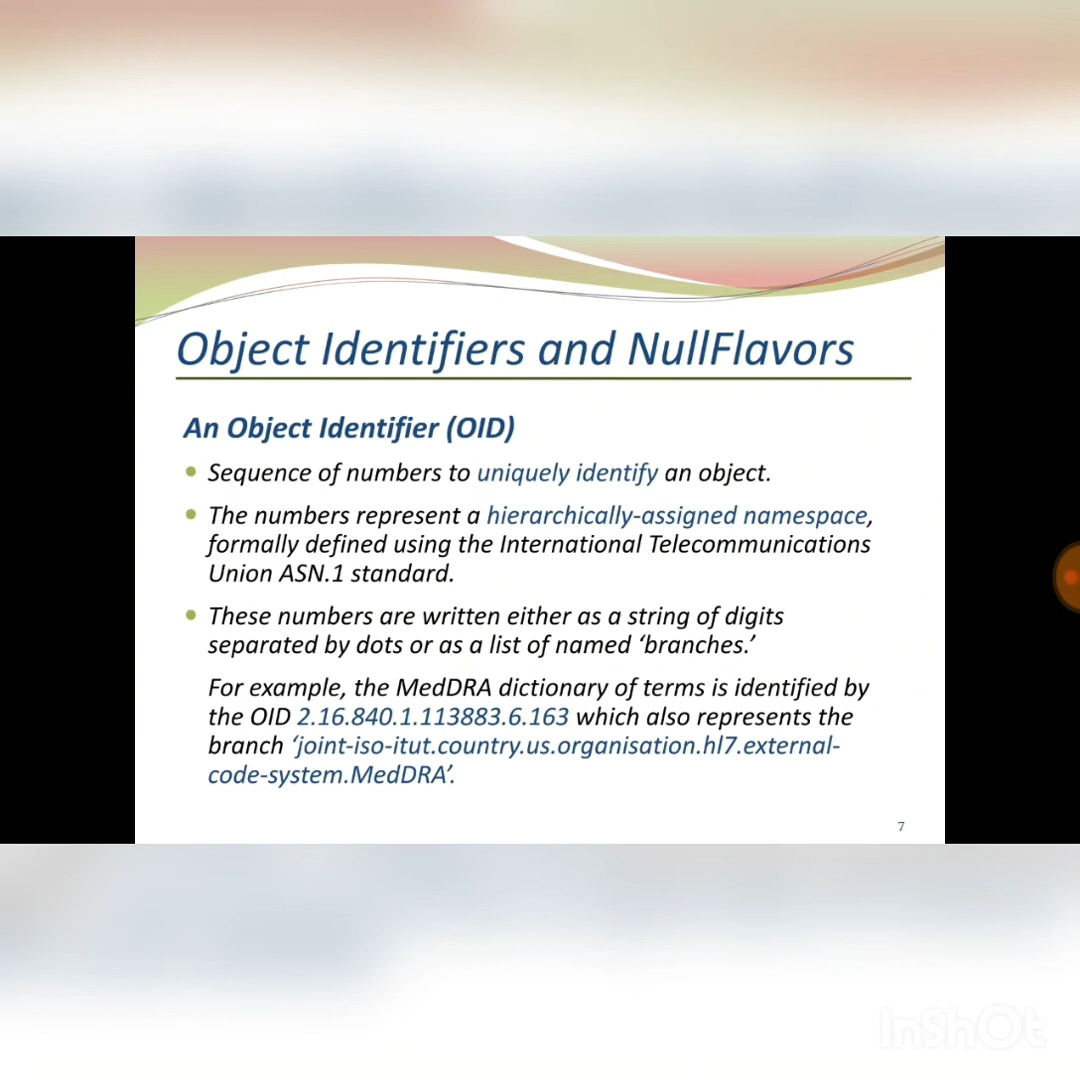 Object Identifiers and NullFlavors
An Object Identifier (OID)
• Sequence of numbers to uniquely identify an object.
• The numbers represent a hierarchically-assigned namespace,
formally defined using the International Telecommunications
Union ASN.1 standard.
• These numbers are written either as a string of digits
separated by dots or as a list of named ‘branches.’
For example, the MedDRA dictionary of terms is identified by
the OID 2.16.840.1.113883.6.163 which also represents the
branch ‘joint-iso-itut.country.us.organisation.hl7.external-
code-system.MedDRA’.
7
InShOt